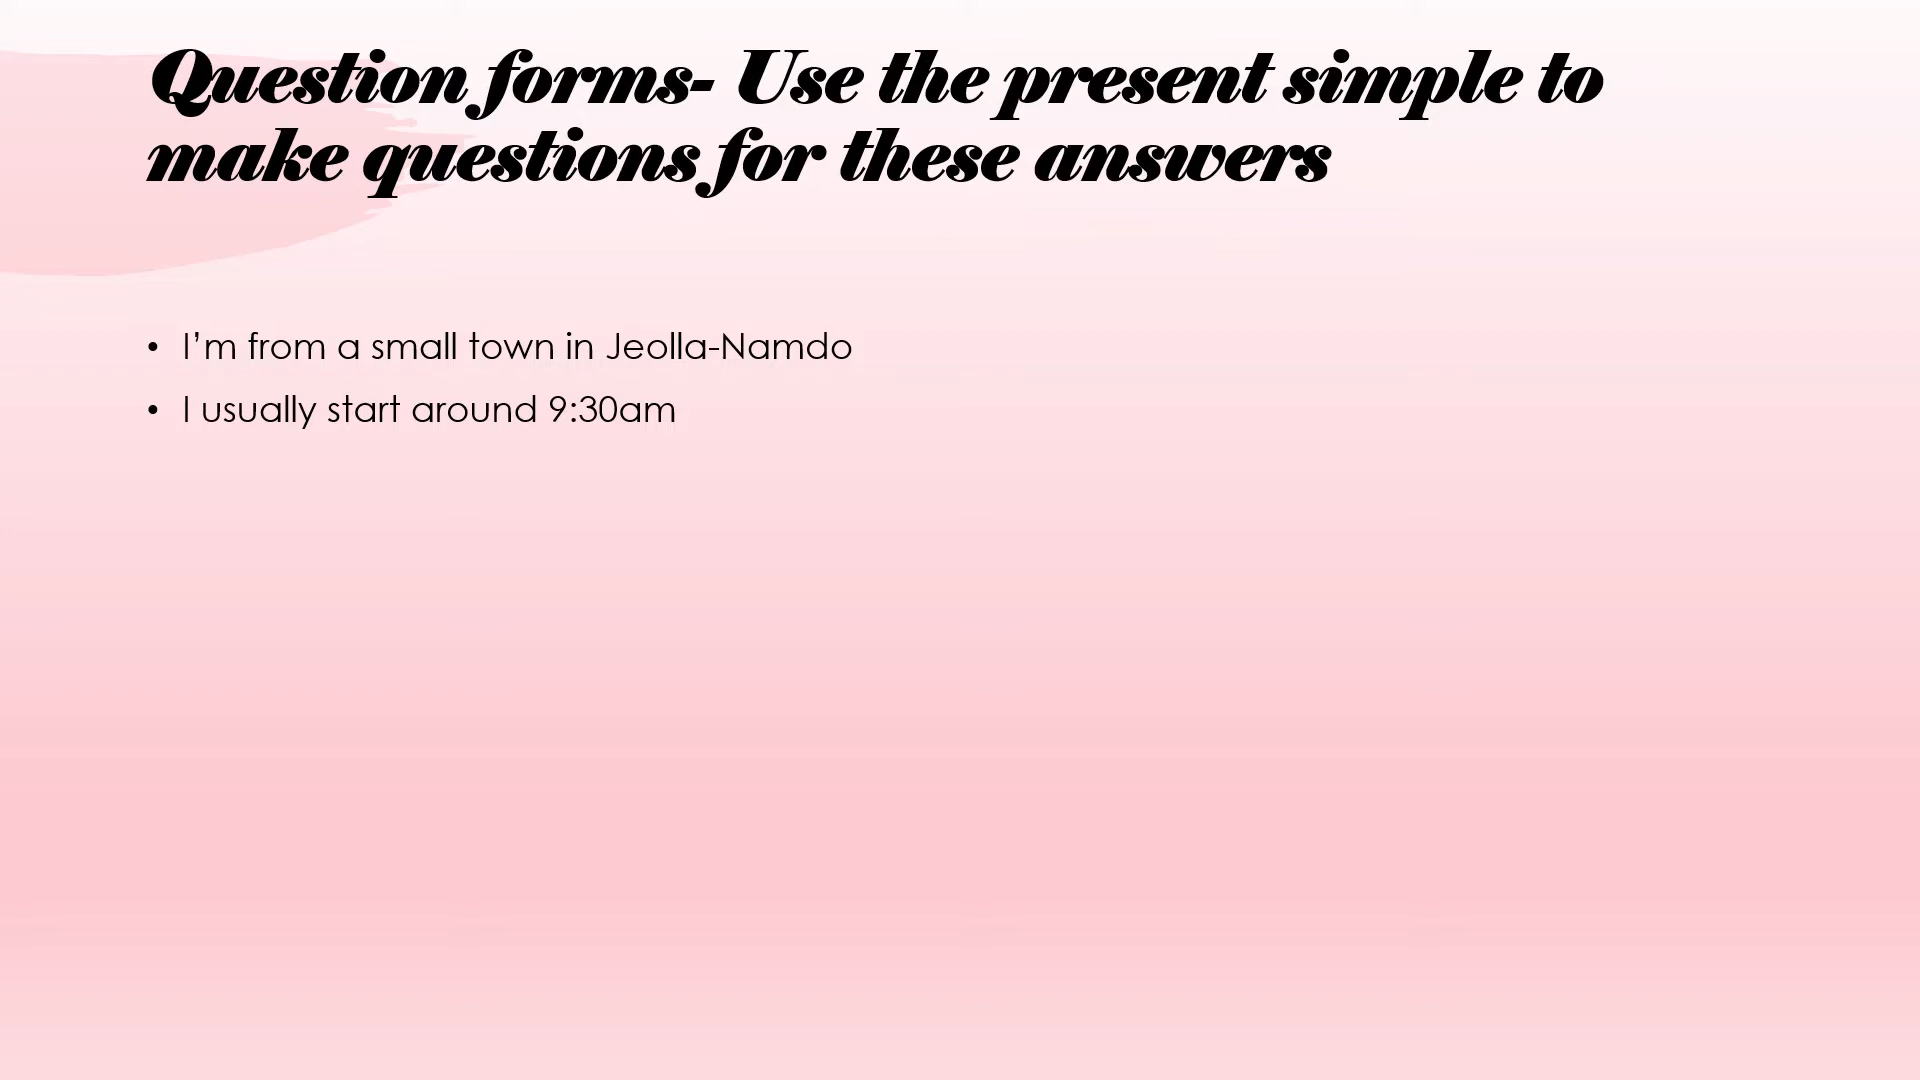 Question forms- Use the present simple to
make questions for these answers
• I’m from a small town in Jeolla-Namdo
• I usually start around 9:30am